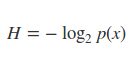 H = − log₂ p(x)